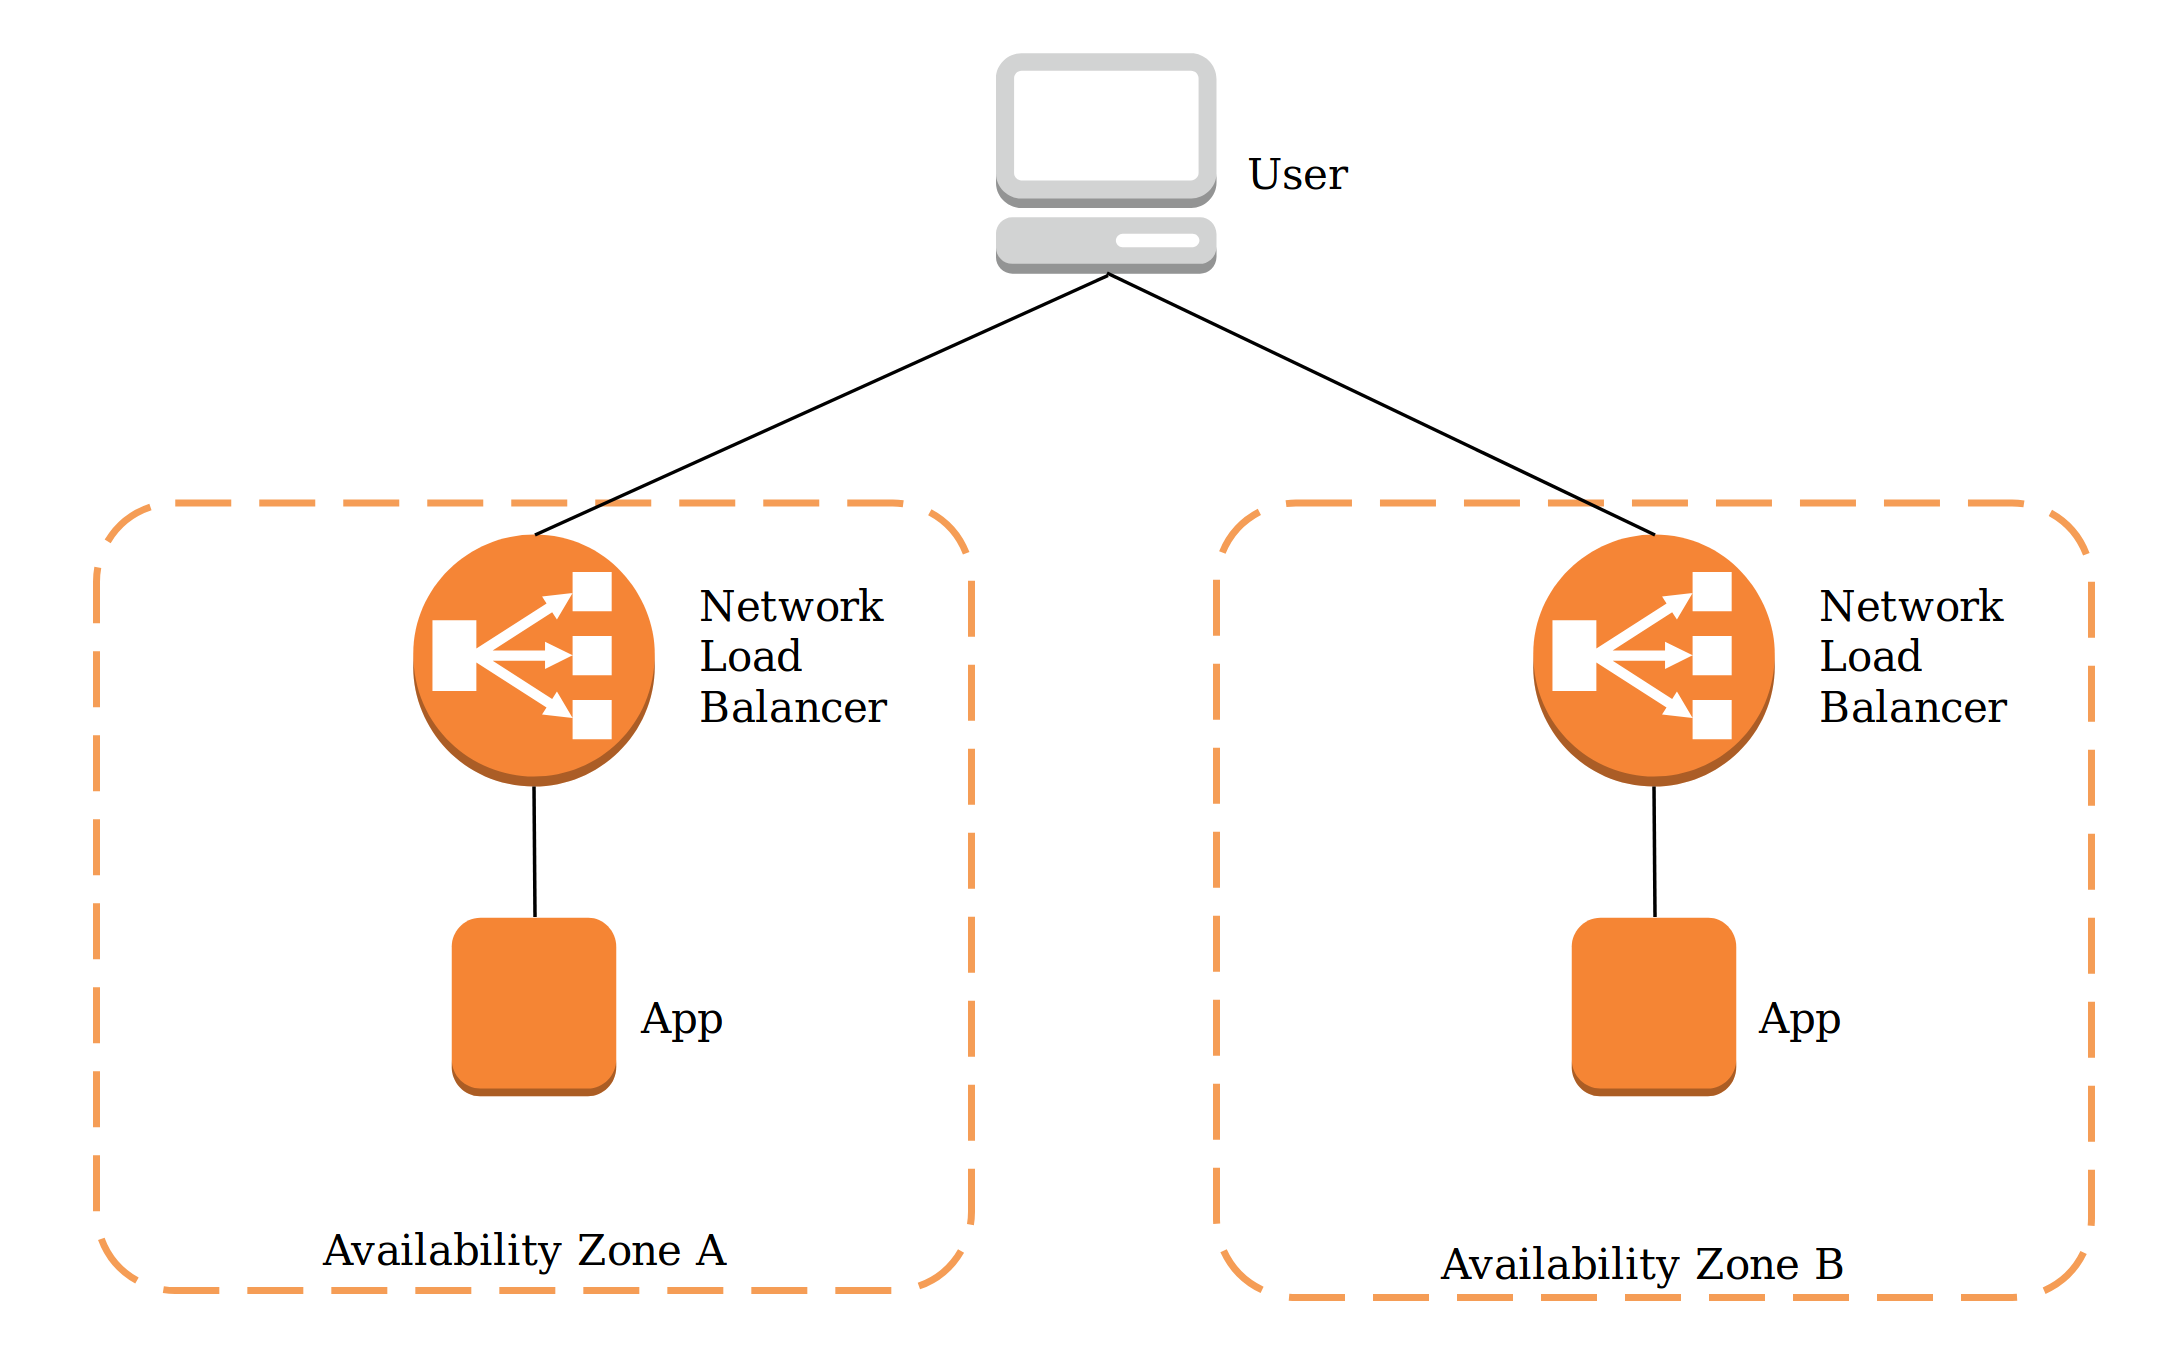 User
Network
Load
Balancer
App
Availability Zone A
Network
Load
Balancer
App
Availability Zone B